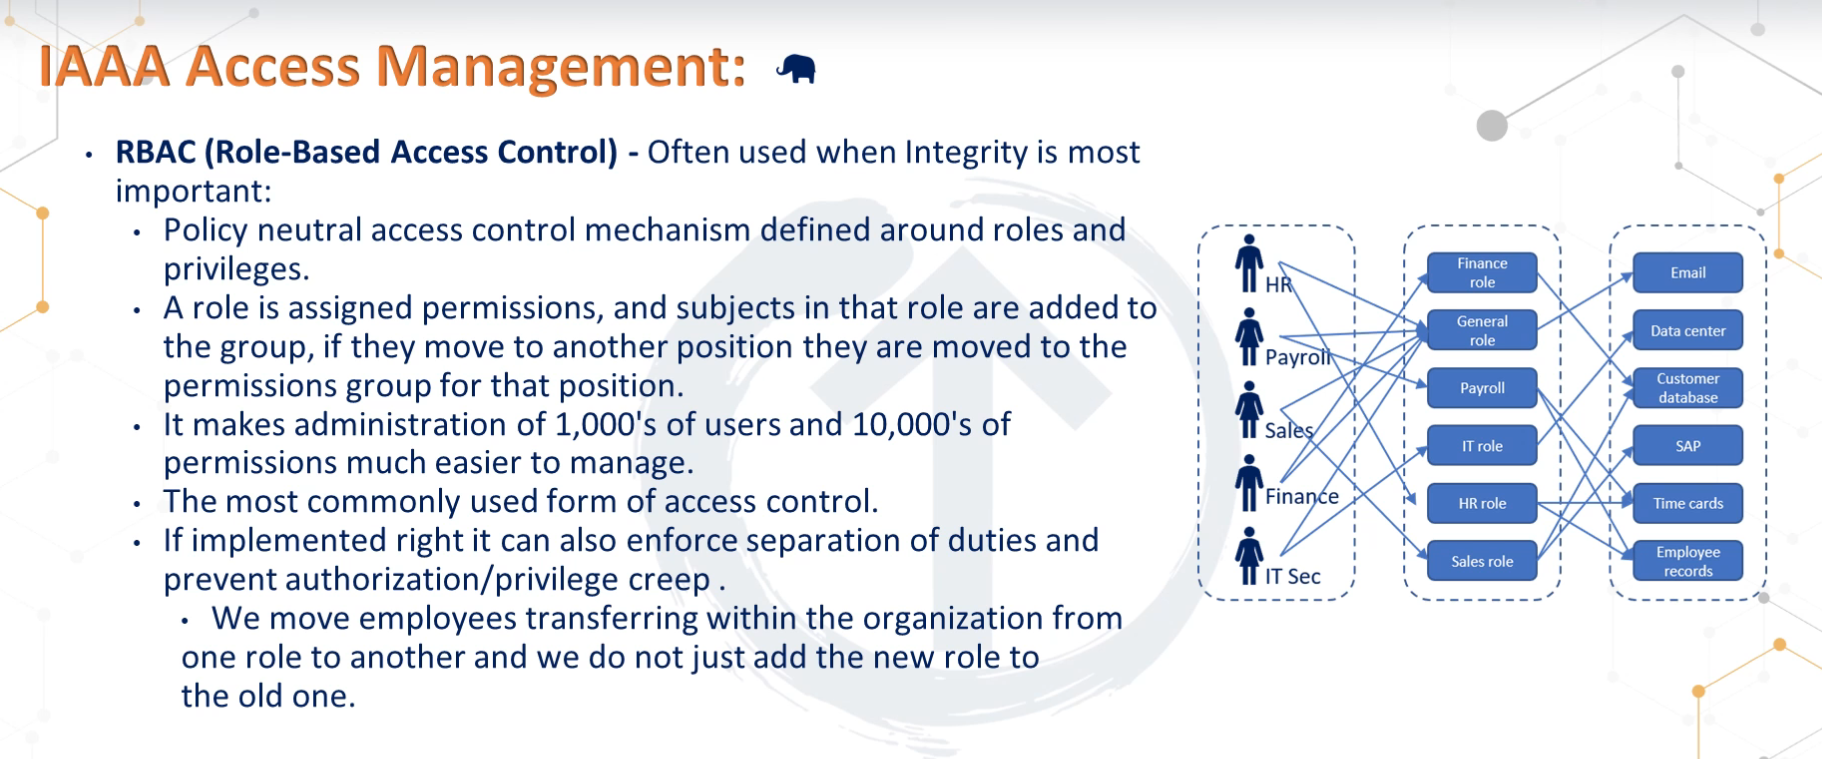 IAAA Access Management:
• RBAC (Role-Based Access Control) - Often used when Integrity is most
important:
• Policy neutral access control mechanism defined around roles and
privileges.
• A role is assigned permissions, and subjects in that role are added to
the group, if they move to another position they are moved to the
permissions group for that position.
• It makes administration of 1,000's of users and 10,000's of
permissions much easier to manage.
• The most commonly used form of access control.
• If implemented right it can also enforce separation of duties and
prevent authorization/privilege creep .
• We move employees transferring within the organization from
one role to another and we do not just add the new role to
the old one.
HR
Payroll
Sales
Finance
IT Sec
Finance
role
General
role
Payroll
IT role
HR role
Sales role
Email
Data center
Customer
database
SAP
Time cards
Employee
records